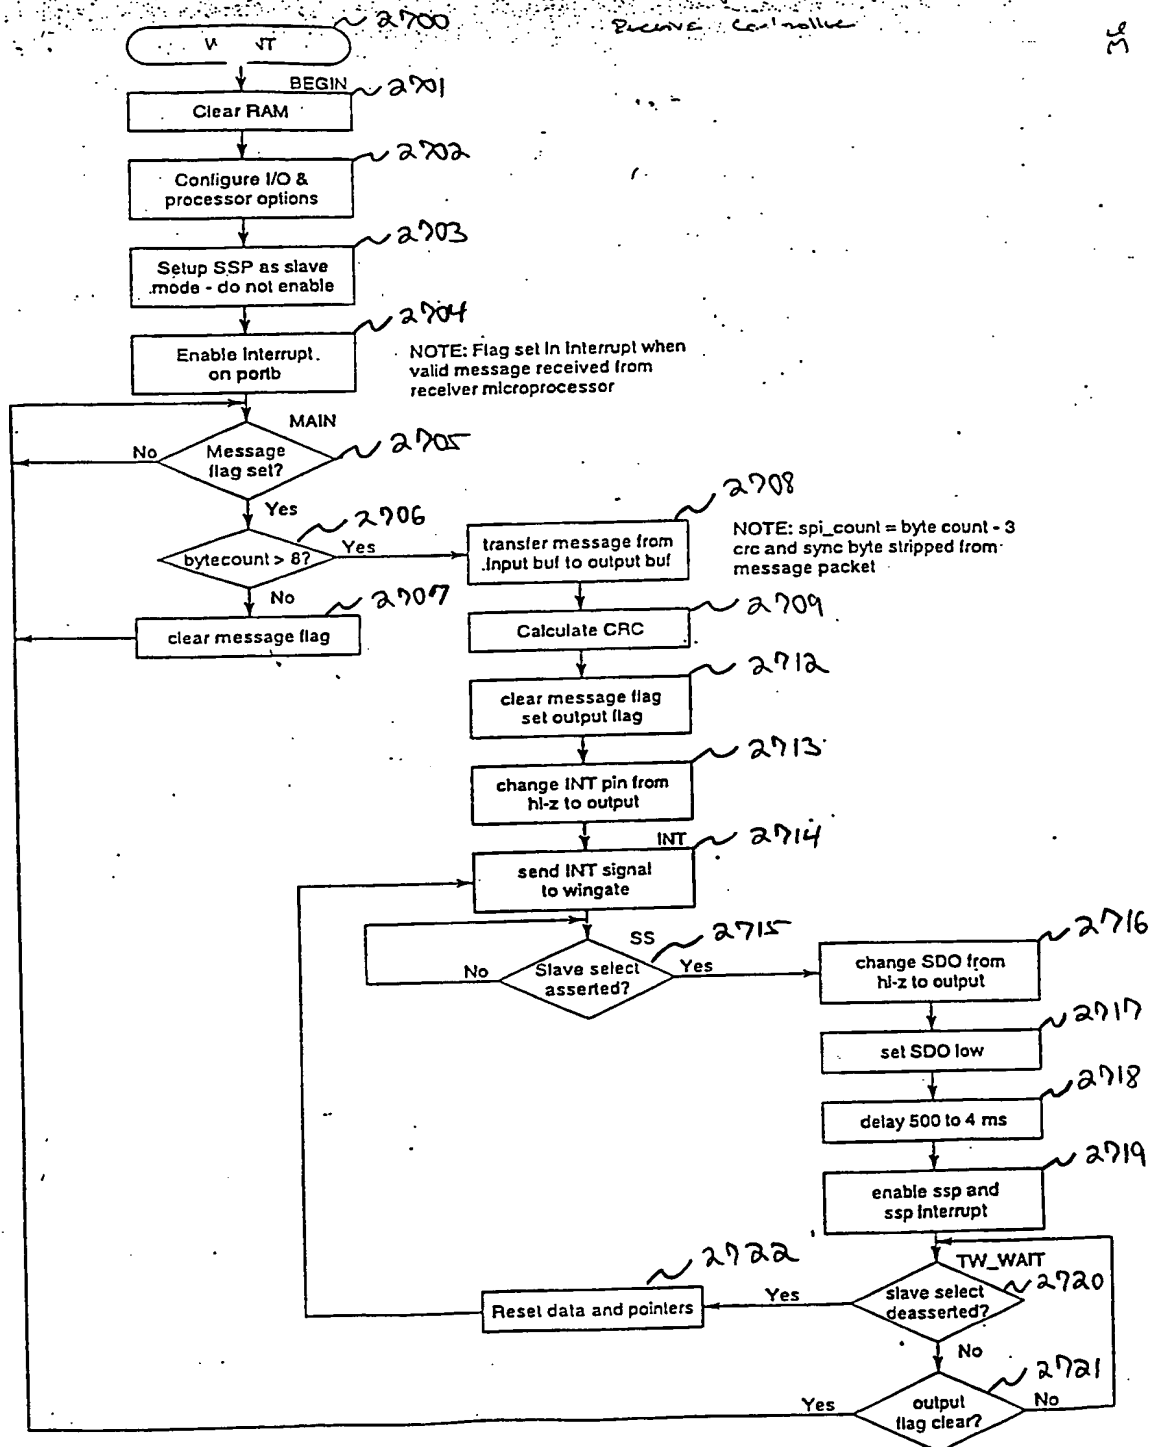 2700
Receive Controller
BEGIN
2701
Clear RAM
2702
Configure I/O &
processor options
2703
Setup SSP as slave
mode - do not enable
2704
Enable Interrupt
on portb
NOTE: Flag set in Interrupt when
valid message received from
receiver microprocessor
MAIN
2705
No
Message
flag set?
Yes
2706
bytecount > 8?
Yes
No
2707
clear message flag
2708
transfer message from
input buf to output buf
NOTE: spi_count = byte count - 3
crc and sync byte stripped from
message packet
2709
Calculate CRC
2712
clear message flag
set output flag
2713
change INT pin from
hi-z to output
INT
2714
send INT signal
to wingate
SS
2715
No
Slave select
asserted?
Yes
2716
change SDO from
hi-z to output
2717
set SDO low
2718
delay 500 to 4 ms
2719
enable ssp and
ssp Interrupt
TW_WAIT
2720
slave select
deasserted?
Yes
2722
Reset data and pointers
No
2721
output
flag clear?
Yes
No